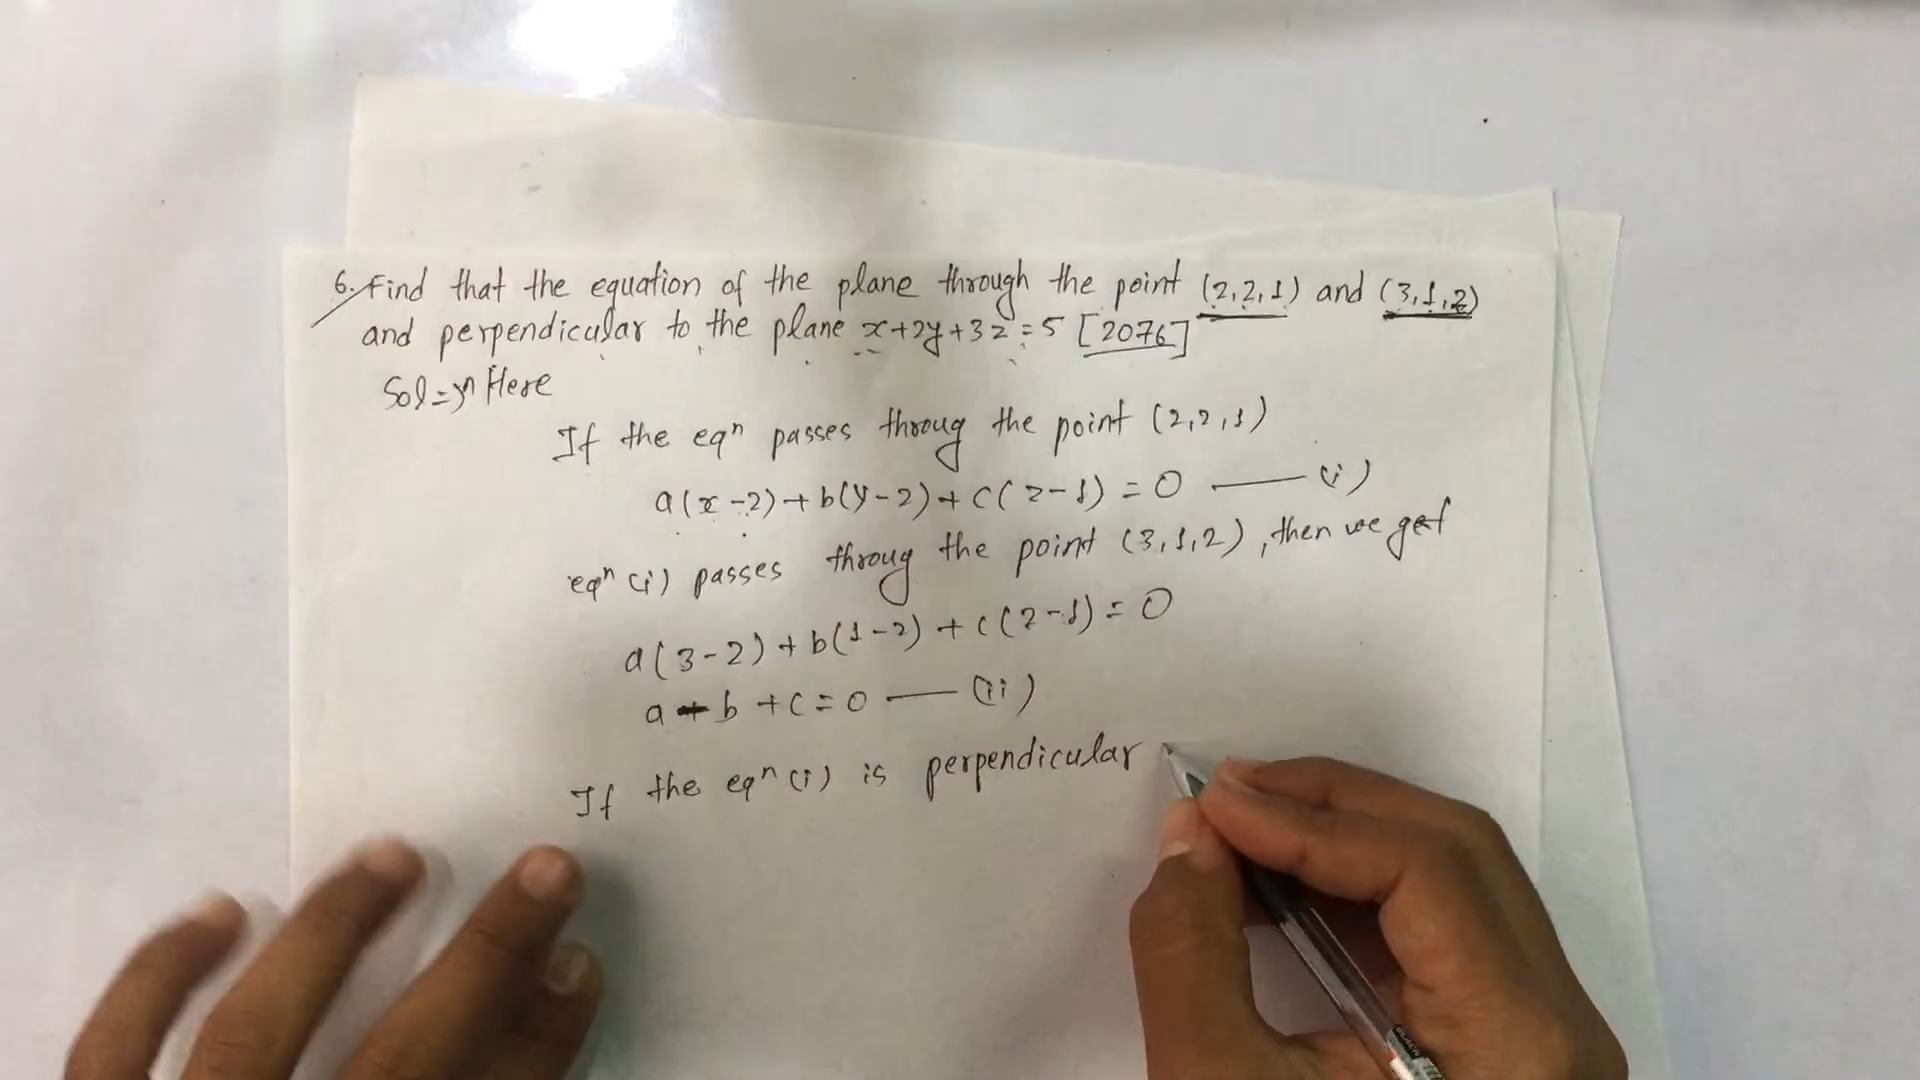 6. Find that the equation of the plane through the point (2,2,1) and (3,1,2)
and perpendicular to the plane x+2y+3z=5 [2076]
Solⁿ Here
If the eqⁿ passes throug the point (2,2,1)
a(x-2)+b(y-2)+c(z-1)=0 —— (i)
eqⁿ (i) passes throug the point (3,1,2), then we get
a(3-2)+b(1-2)+c(2-1)=0
a - b + c = 0 —— (ii)
If the eqⁿ (i) is perpendicular